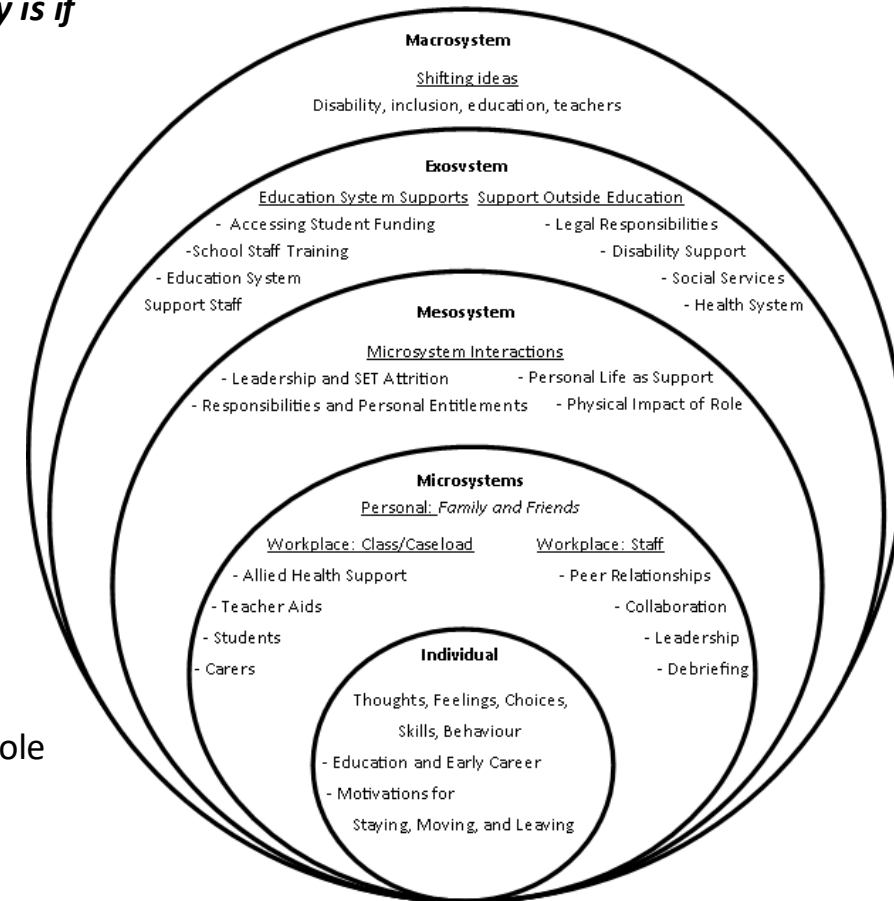 y is if
Macrosystem
Shifting ideas
Disability, inclusion, education, teachers
Exosystem
Education System Supports Support Outside Education
- Accessing Student Funding - Legal Responsibilities
-School Staff Training - Disability Support
- Education System - Social Services
Support Staff - Health System
Mesosystem
Microsystem Interactions
- Leadership and SET Attrition - Personal Life as Support
- Responsibilities and Personal Entitlements - Physical Impact of Role
Microsystems
Personal: Family and Friends
Workplace: Class/Caseload Workplace: Staff
- Allied Health Support - Peer Relationships
- Teacher Aids - Collaboration
- Students - Leadership
- Carers - Debriefing
Individual
Thoughts, Feelings, Choices,
Skills, Behaviour
ole
- Education and Early Career
- Motivations for
Staying, Moving, and Leaving